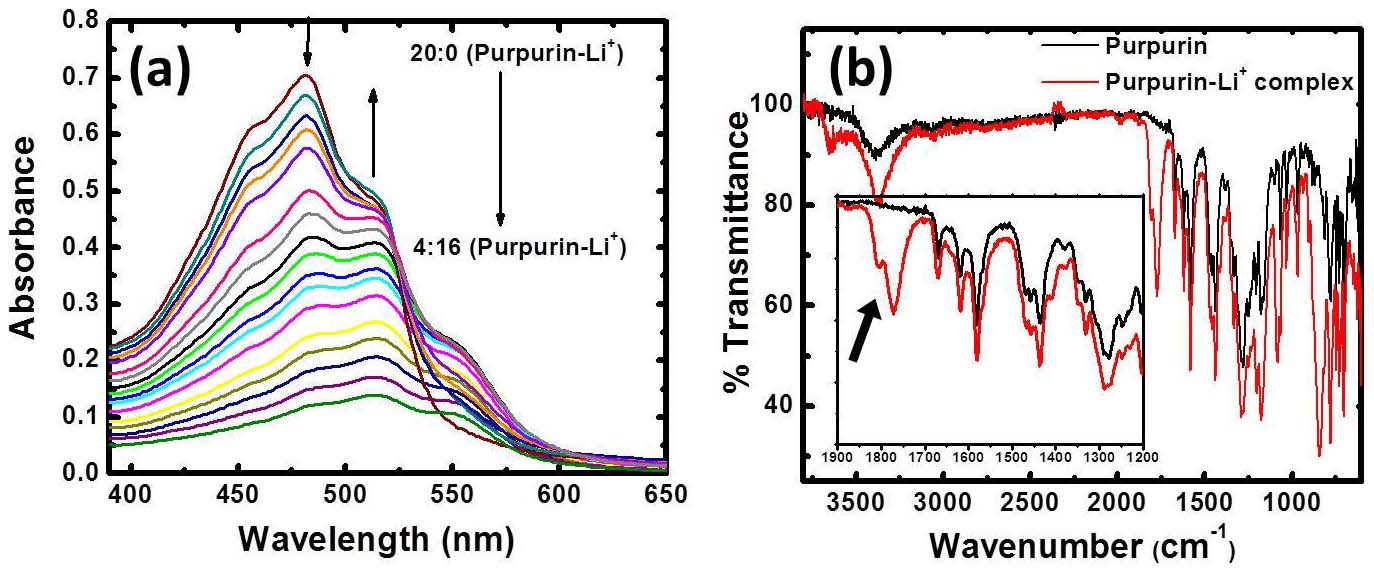 (a)
20:0 (Purpurin-Li⁺)
4:16 (Purpurin-Li⁺)
Absorbance
0.8
0.7
0.6
0.5
0.4
0.3
0.2
0.1
0.0
400 450 500 550 600 650
Wavelength (nm)
(b)
Purpurin
Purpurin-Li⁺ complex
% Transmittance
100
80
60
40
1900 1800 1700 1600 1500 1400 1300 1200
3500 3000 2500 2000 1500 1000
Wavenumber (cm⁻¹)